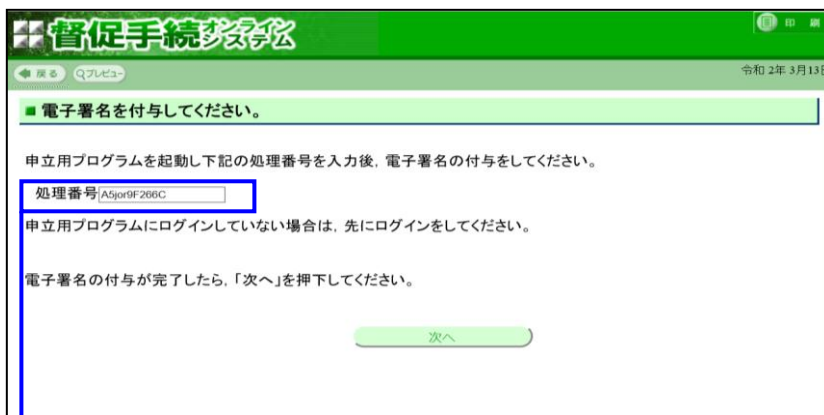 督促手続オンラインシステム
印 刷
戻る プレビュー
令和 2年 3月13日
■ 電子署名を付与してください。
申立用プログラムを起動し下記の処理番号を入力後，電子署名の付与をしてください。
処理番号 A5jor9F266C
申立用プログラムにログインしていない場合は，先にログインをしてください。
電子署名の付与が完了したら，「次へ」を押下してください。
次へ